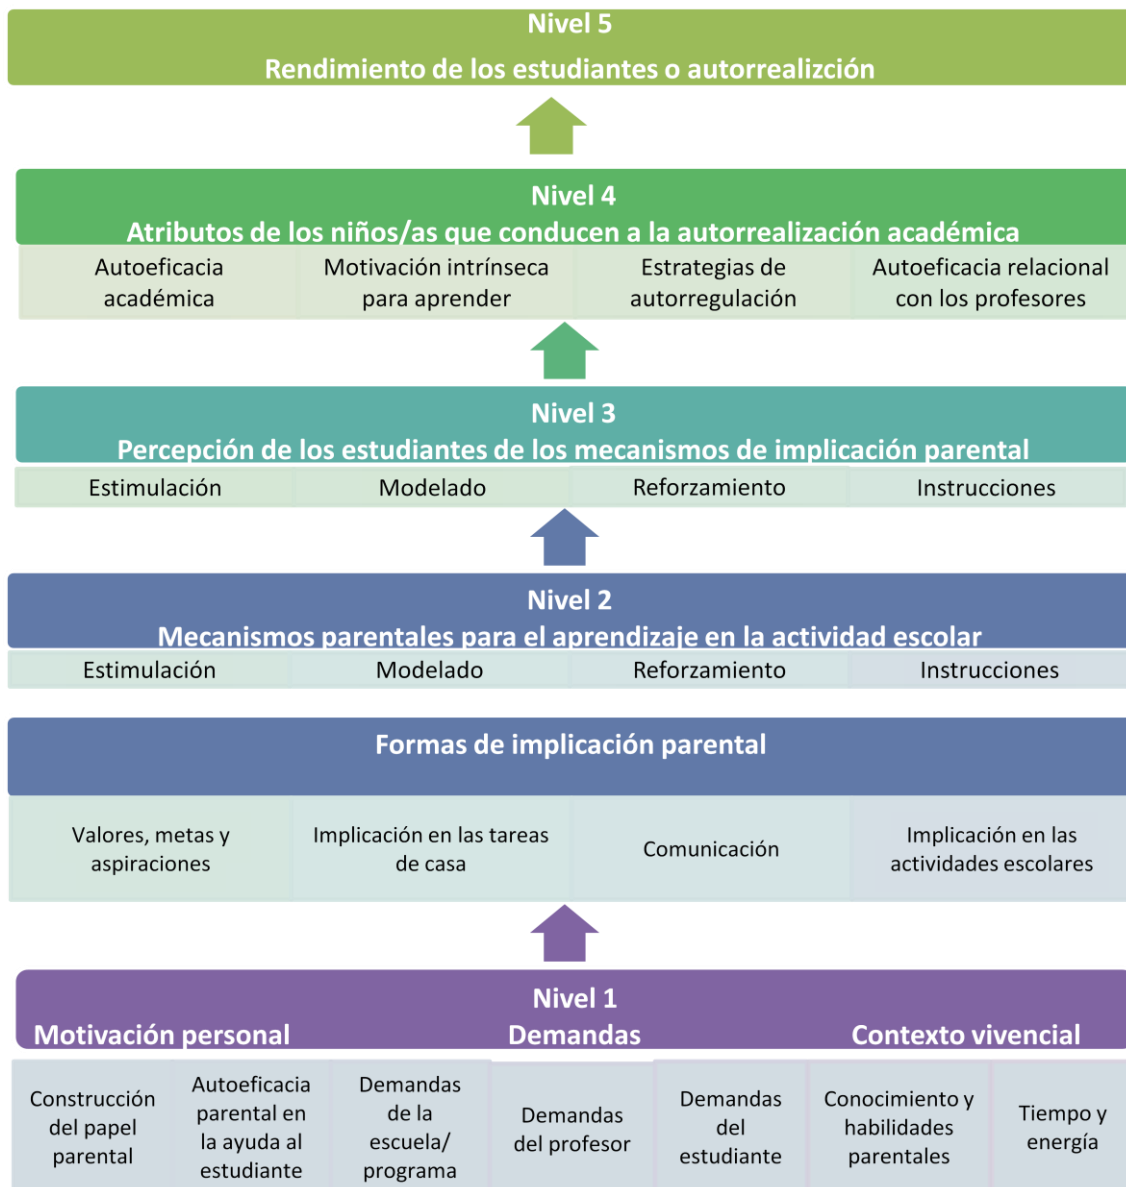 Nivel 5
Rendimiento de los estudiantes o autorrealizción
Nivel 4
Atributos de los niños/as que conducen a la autorrealización académica
Autoeficacia
académica
Motivación intrínseca
para aprender
Estrategias de
autorregulación
Autoeficacia relacional
con los profesores
Nivel 3
Percepción de los estudiantes de los mecanismos de implicación parental
Estimulación
Modelado
Reforzamiento
Instrucciones
Nivel 2
Mecanismos parentales para el aprendizaje en la actividad escolar
Estimulación
Modelado
Reforzamiento
Instrucciones
Formas de implicación parental
Valores, metas y
aspiraciones
Implicación en las tareas
de casa
Comunicación
Implicación en las
actividades escolares
Nivel 1
Motivación personal
Demandas
Contexto vivencial
Construcción
del papel
parental
Autoeficacia
parental en
la ayuda al
estudiante
Demandas
de la
escuela/
programa
Demandas
del profesor
Demandas
del
estudiante
Conocimiento y
habilidades
parentales
Tiempo y
energía